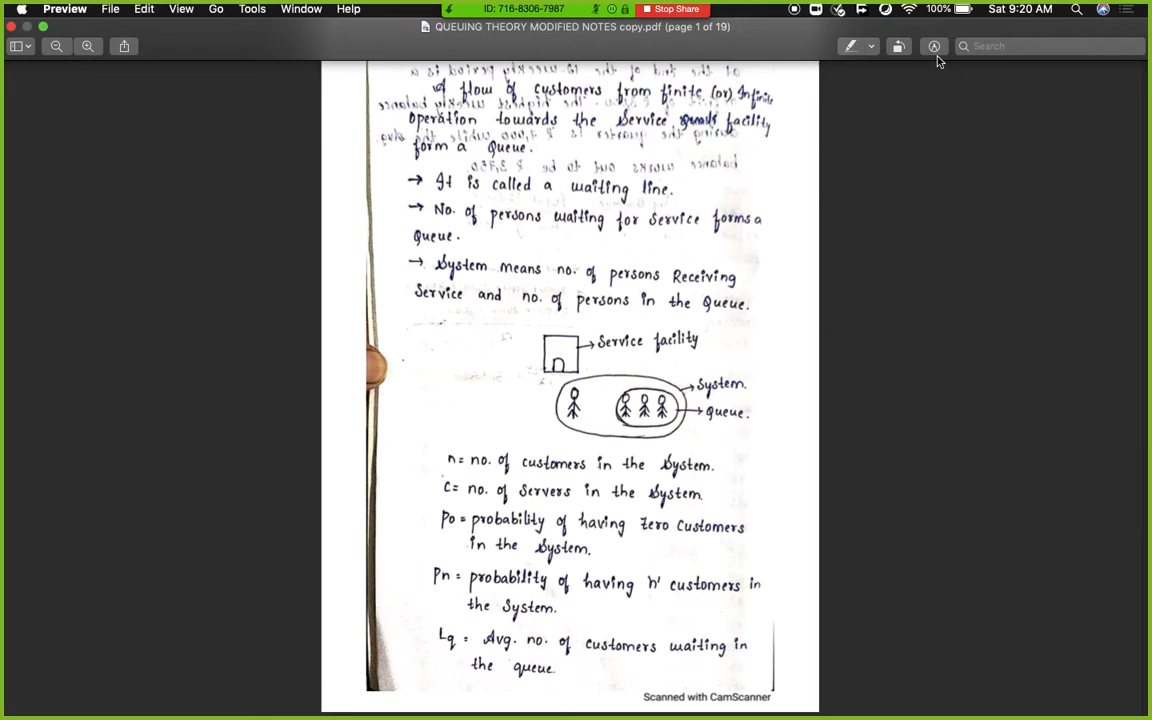 Preview File Edit View Go Tools Window Help ID: 716-8306-7987 Stop Share 100% Sat 9:20 AM
QUEUING THEORY MODIFIED NOTES copy.pdf (page 1 of 19)
Search
A flow of customers from finite (or) Infinite
operation towards the Service facility
form a Queue.
→ It is called a waiting line.
→ No. of persons waiting for service forms a
Queue.
→ System means no. of persons Receiving
Service and no. of persons in the Queue.
→ Service facility
→ System.
→ Queue.
n = no. of customers in the System.
C = no. of servers in the System.
Po = probability of having zero customers
in the System.
Pn = probability of having 'n' customers in
the System.
Lq = Avg. no. of customers waiting in
the queue.
Scanned with CamScanner